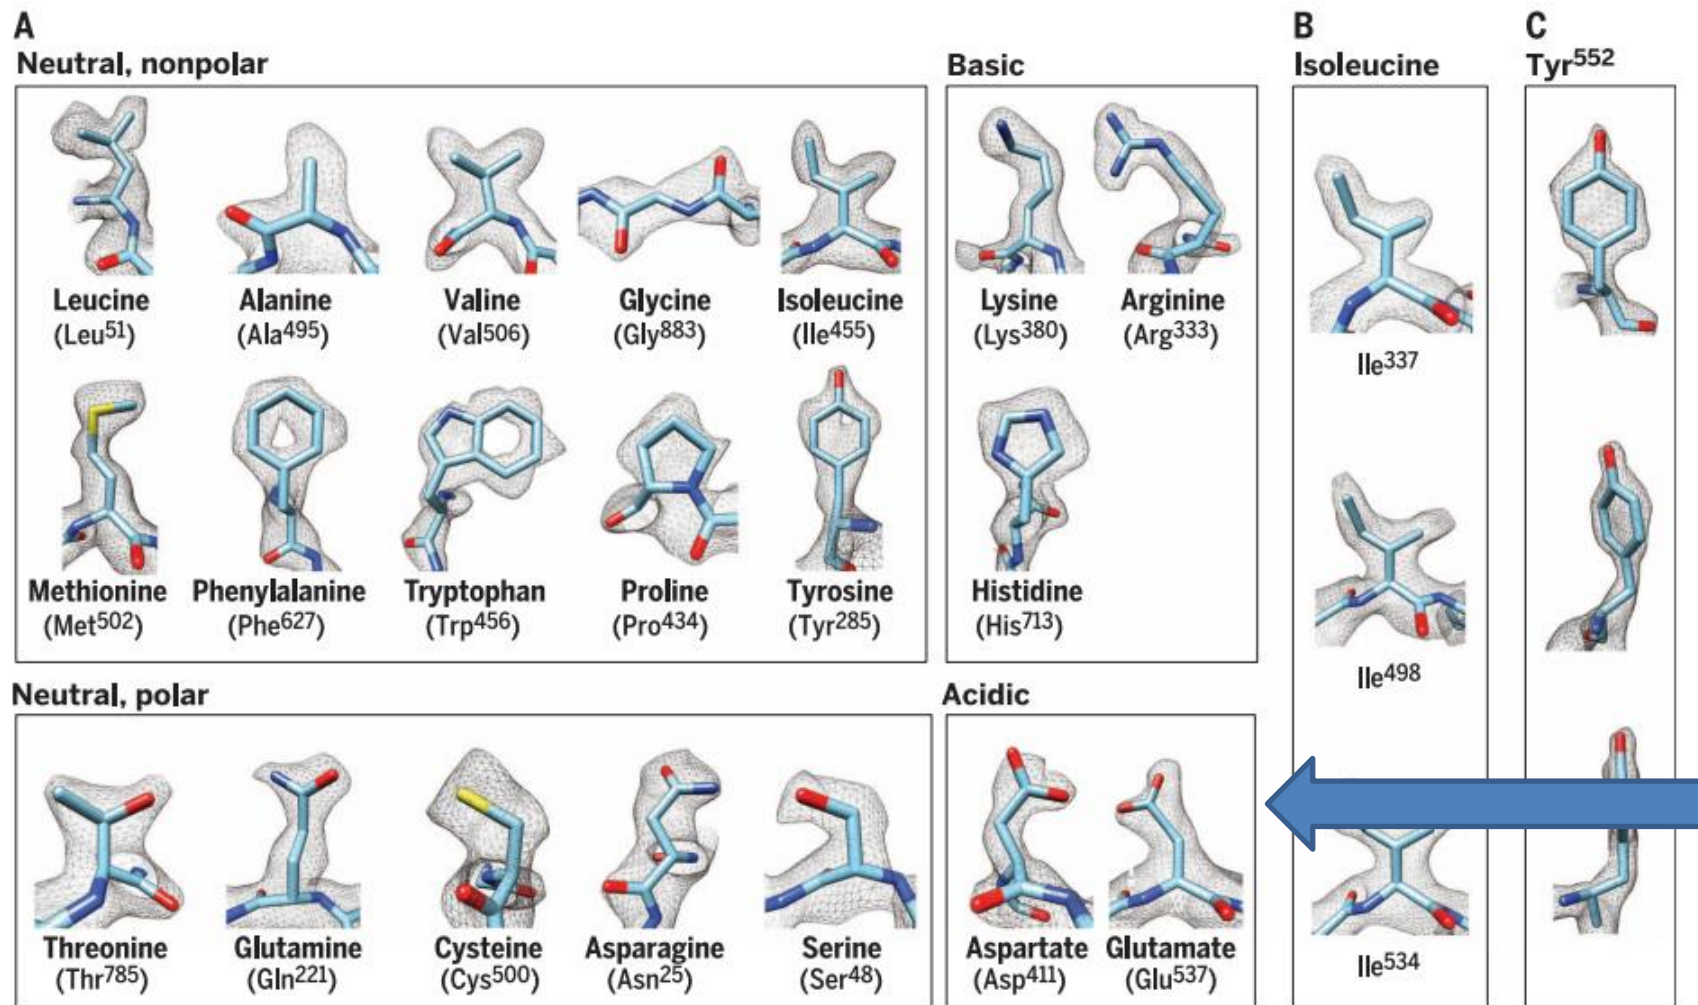 A
Neutral, nonpolar
Leucine Alanine Valine Glycine Isoleucine
(Leu51) (Ala495) (Val506) (Gly883) (Ile455)
Methionine Phenylalanine Tryptophan Proline Tyrosine
(Met502) (Phe627) (Trp456) (Pro434) (Tyr285)
Basic
Lysine Arginine
(Lys380) (Arg333)
Histidine
(His713)
Neutral, polar
Threonine Glutamine Cysteine Asparagine Serine
(Thr785) (Gln221) (Cys500) (Asn25) (Ser48)
Acidic
Aspartate Glutamate
(Asp411) (Glu537)
B
Isoleucine
Ile337
Ile498
Ile534
C
Tyr552